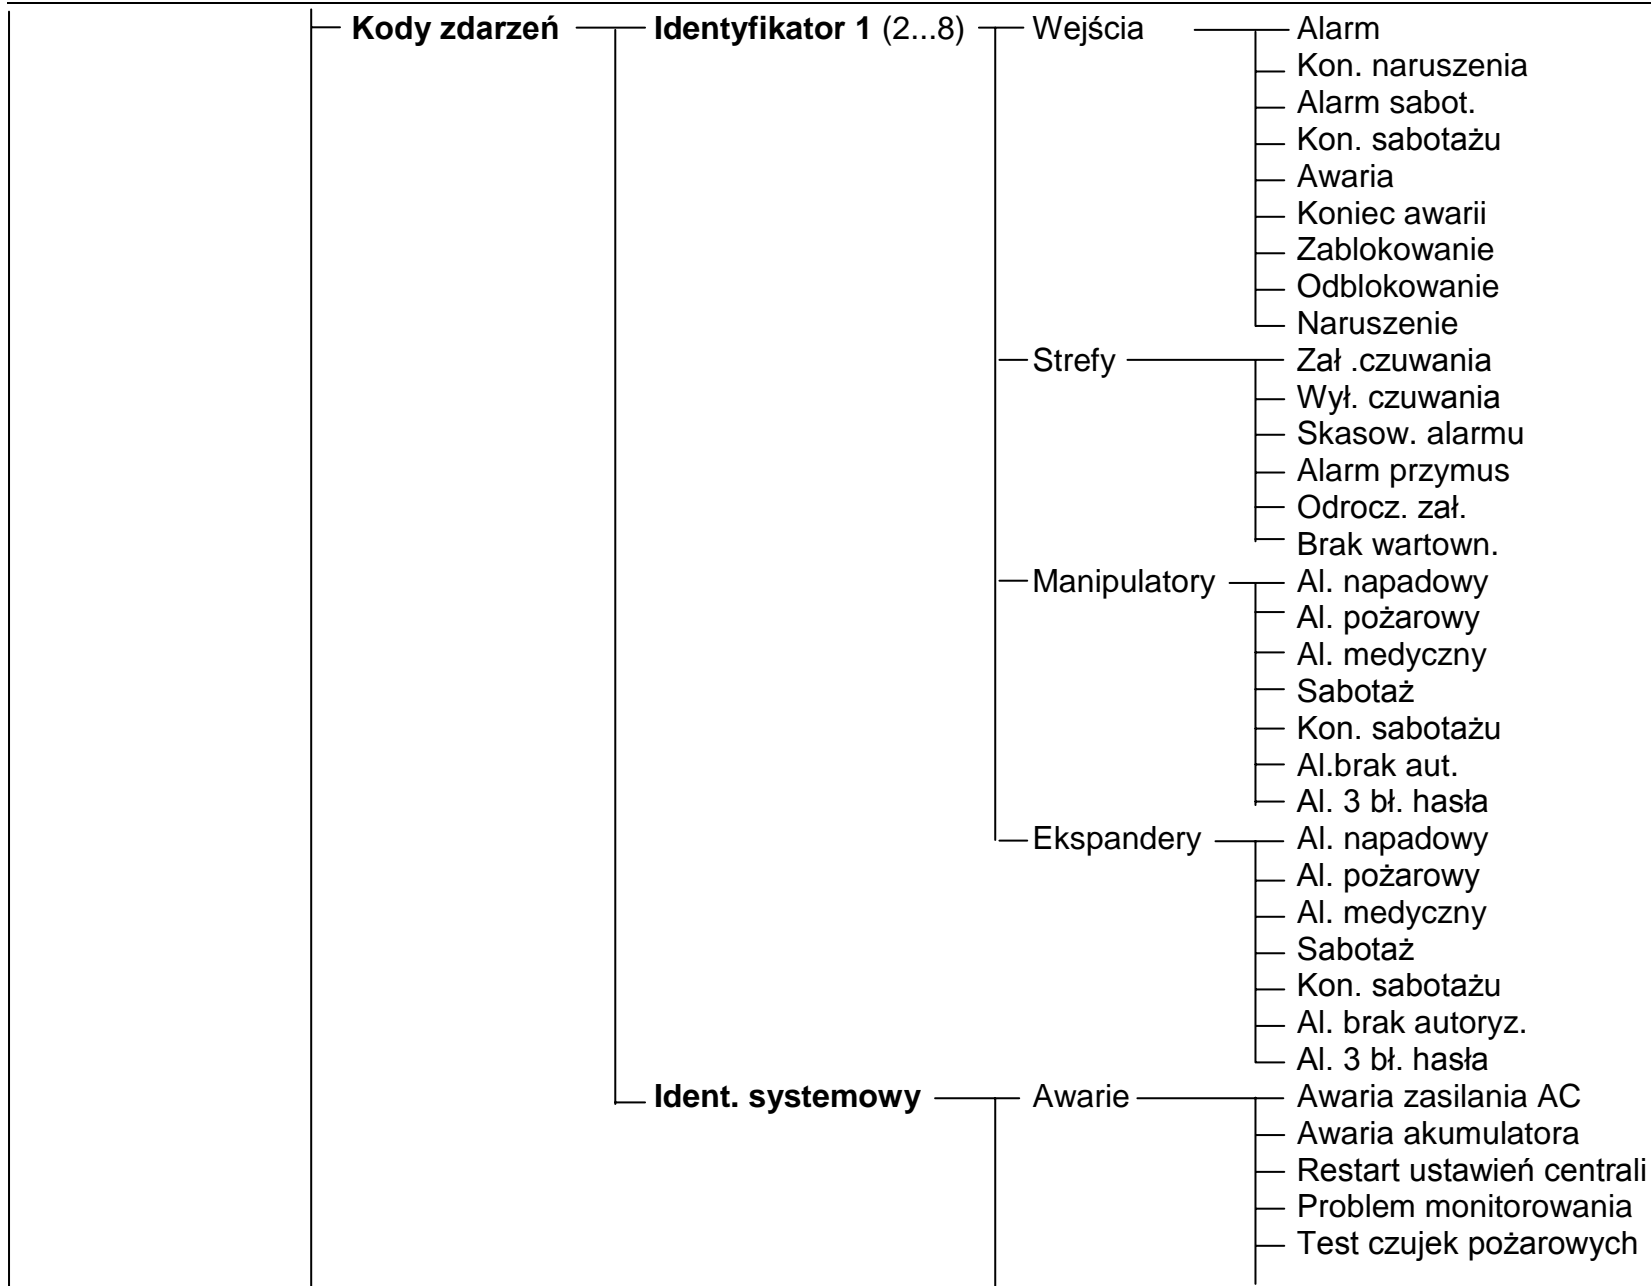 Kody zdarzeń Identyfikator 1 (2...8) Wejścia Alarm
Kon. naruszenia
Alarm sabot.
Kon. sabotażu
Awaria
Koniec awarii
Zablokowanie
Odblokowanie
Naruszenie
Strefy Zał .czuwania
Wył. czuwania
Skasow. alarmu
Alarm przymus
Odrocz. zał.
Brak wartown.
Manipulatory Al. napadowy
Al. pożarowy
Al. medyczny
Sabotaż
Kon. sabotażu
Al.brak aut.
Al. 3 bł. hasła
Ekspandery Al. napadowy
Al. pożarowy
Al. medyczny
Sabotaż
Kon. sabotażu
Al. brak autoryz.
Al. 3 bł. hasła
Ident. systemowy Awarie Awaria zasilania AC
Awaria akumulatora
Restart ustawień centrali
Problem monitorowania
Test czujek pożarowych